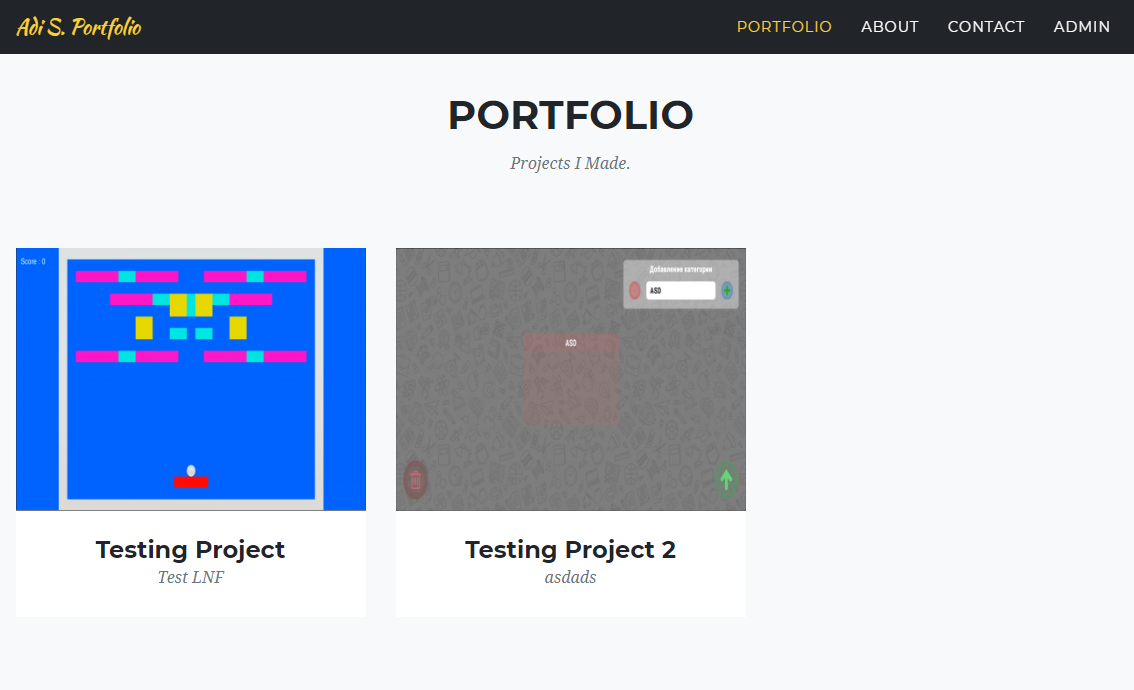 Adi S. Portfolio
PORTFOLIO ABOUT CONTACT ADMIN
PORTFOLIO
Projects I Made.
Score : 0
Добавление категории
ASD
ASD
Testing Project
Test LNF
Testing Project 2
asdads